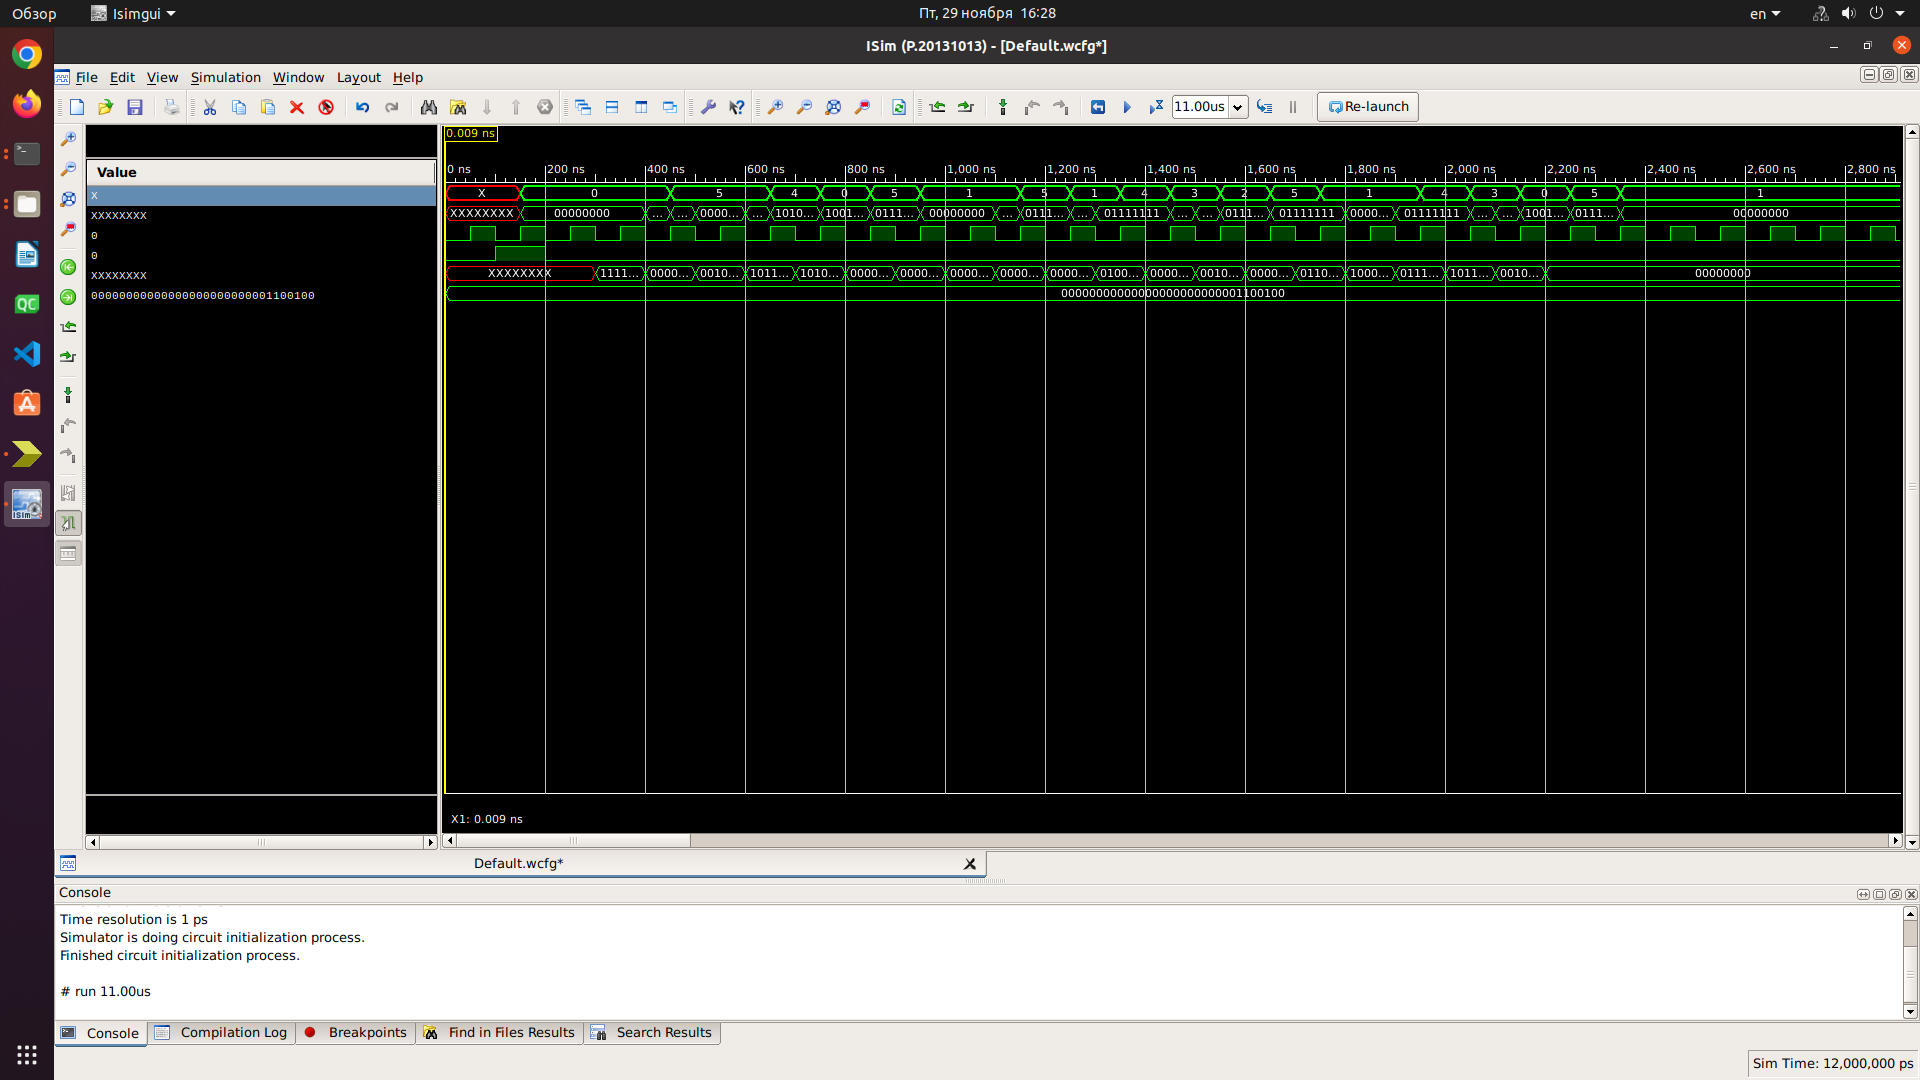 Обзор Isimgui Пт, 29 ноября 16:28 en
ISim (P.20131013) - [Default.wcfg*]
File Edit View Simulation Window Layout Help
11.00us Re-launch
0.009 ns
Value
0 ns 200 ns 400 ns 600 ns 800 ns 1,000 ns 1,200 ns 1,400 ns 1,600 ns 1,800 ns 2,000 ns 2,200 ns 2,400 ns 2,600 ns 2,800 ns
X X 0 5 4 0 5 1 5 1 4 3 2 5 1 4 3 0 5 1
XXXXXXXX XXXXXXXX 00000000 ... ... 0000... ... 1010... 1001... 0111... 00000000 ... 0111... ... 01111111 ... ... 0111... 01111111 0000... 01111111 ... ... 1001... 0111... 00000000
0
0
XXXXXXXX XXXXXXXX 1111... 0000... 0010... 1011... 1010... 0000... 0000... 0000... 0000... 0000... 0100... 0000... 0010... 0000... 0110... 1000... 0111... 1011... 0010... 00000000
00000000000000000000000001100100 00000000000000000000000001100100
X1: 0.009 ns
Default.wcfg*
Console
Time resolution is 1 ps
Simulator is doing circuit initialization process.
Finished circuit initialization process.
# run 11.00us
Console Compilation Log Breakpoints Find in Files Results Search Results
Sim Time: 12,000,000 ps
QC
ISim